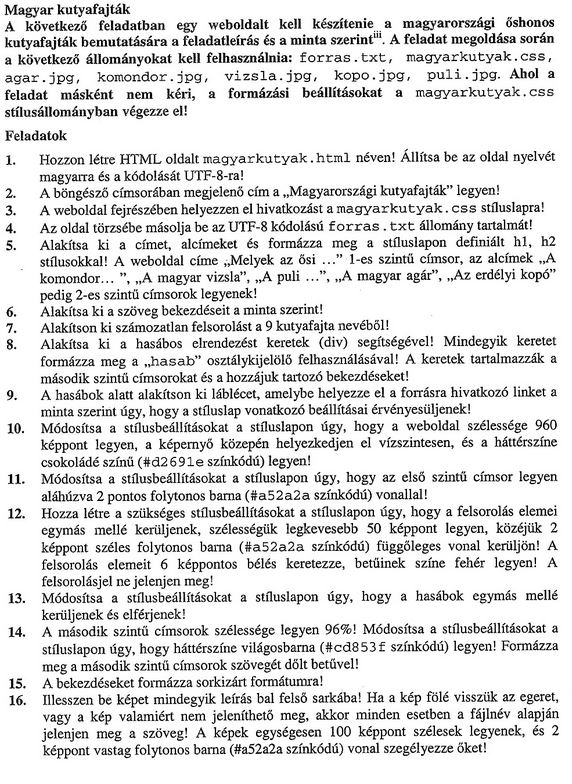 Magyar kutyafajták
A következő feladatban egy weboldalt kell készítenie a magyarországi őshonos
kutyafajták bemutatására a feladatleírás és a minta szerintiii. A feladat megoldása során
a következő állományokat kell felhasználnia: forras.txt, magyarkutyak.css,
agar.jpg, komondor.jpg, vizsla.jpg, kopo.jpg, puli.jpg. Ahol a
feladat másként nem kéri, a formázási beállításokat a magyarkutyak.css
stílusállományban végezze el!
Feladatok
1. Hozzon létre HTML oldalt magyarkutyak.html néven! Állítsa be az oldal nyelvét
magyarra és a kódolását UTF-8-ra!
2. A böngésző címsorában megjelenő cím a „Magyarországi kutyafajták” legyen!
3. A weboldal fejrészében helyezzen el hivatkozást a magyarkutyak.css stíluslapra!
4. Az oldal törzsébe másolja be az UTF-8 kódolású forras.txt állomány tartalmát!
5. Alakítsa ki a címet, alcímeket és formázza meg a stíluslapon definiált h1, h2
stílusokkal! A weboldal címe „Melyek az ősi …” 1-es szintű címsor, az alcímek „A
komondor… ”, „A magyar vizsla”, „A puli …”, „A magyar agár”, „Az erdélyi kopó”
pedig 2-es szintű címsorok legyenek!
6. Alakítsa ki a szöveg bekezdéseit a minta szerint!
7. Alakítson ki számozatlan felsorolást a 9 kutyafajta nevéből!
8. Alakítsa ki a hasábos elrendezést keretek (div) segítségével! Mindegyik keretet
formázza meg a „hasab” osztálykijelölő felhasználásával! A keretek tartalmazzák a
második szintű címsorokat és a hozzájuk tartozó bekezdéseket!
9. A hasábok alatt alakítson ki láblécet, amelybe helyezze el a forrásra hivatkozó linket a
minta szerint úgy, hogy a stíluslap vonatkozó beállításai érvényesüljenek!
10. Módosítsa a stílusbeállításokat a stíluslapon úgy, hogy a weboldal szélessége 960
képpont legyen, a képernyő közepén helyezkedjen el vízszintesen, és a háttérszíne
csokoládé színű (#d2691e színkódú) legyen!
11. Módosítsa a stílusbeállításokat a stíluslapon úgy, hogy az első szintű címsor legyen
aláhúzva 2 pontos folytonos barna (#a52a2a színkódú) vonallal!
12. Hozza létre a szükséges stílusbeállításokat a stíluslapon úgy, hogy a felsorolás elemei
egymás mellé kerüljenek, szélességük legkevesebb 50 képpont legyen, közéjük 2
képpont széles folytonos barna (#a52a2a színkódú) függőleges vonal kerüljön! A
felsorolás elemeit 6 képpontos bélés keretezze, betűinek színe fehér legyen! A
felsorolásjel ne jelenjen meg!
13. Módosítsa a stílusbeállításokat a stíluslapon úgy, hogy a hasábok egymás mellé
kerüljenek és elférjenek!
14. A második szintű címsorok szélessége legyen 96%! Módosítsa a stílusbeállításokat a
stíluslapon úgy, hogy háttérszíne világosbarna (#cd853f színkódú) legyen! Formázza
meg a második szintű címsorok szövegét dőlt betűvel!
15. A bekezdéseket formázza sorkizárt formátumra!
16. Illesszen be képet mindegyik leírás bal felső sarkába! Ha a kép fölé visszük az egeret,
vagy a kép valamiért nem jeleníthető meg, akkor minden esetben a fájlnév alapján
jelenjen meg a szöveg! A képek egységesen 100 képpont szélesek legyenek, és 2
képpont vastag folytonos barna (#a52a2a színkódú) vonal szegélyezze őket!